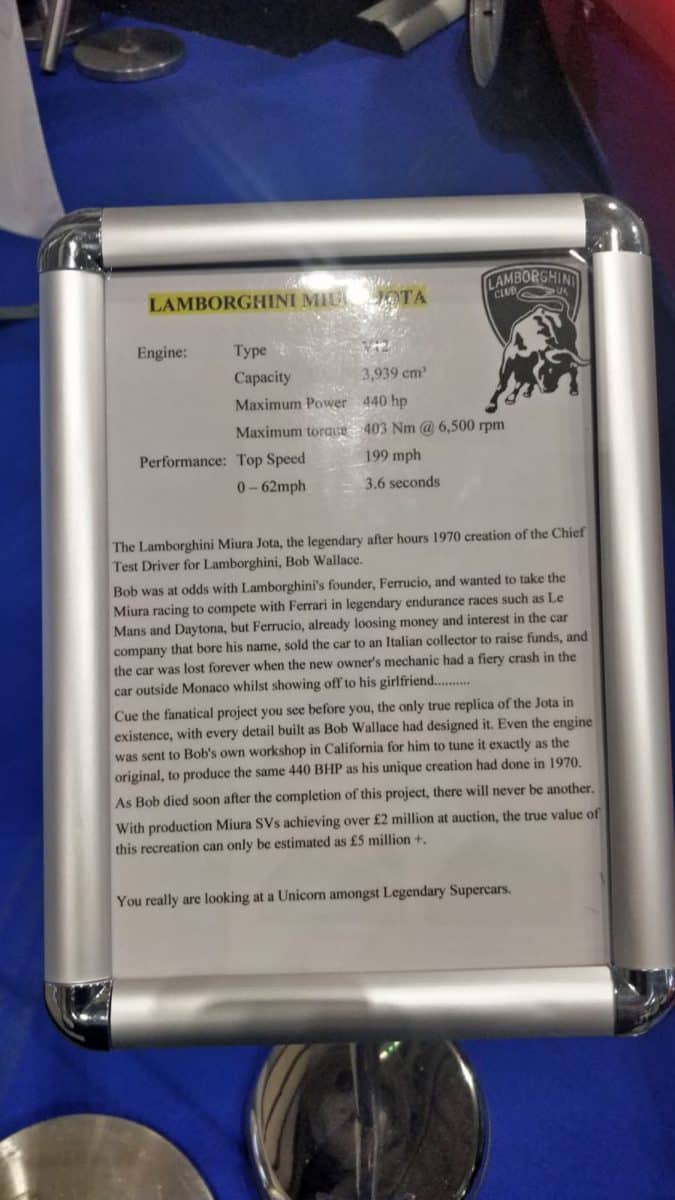 LAMBORGHINI MIU JOTA
LAMBORGHINI
CLUB UK
Engine: Type V12
Capacity 3,939 cm³
Maximum Power 440 hp
Maximum torque 403 Nm @ 6,500 rpm
Performance: Top Speed 199 mph
0 – 62mph 3.6 seconds
The Lamborghini Miura Jota, the legendary after hours 1970 creation of the Chief
Test Driver for Lamborghini, Bob Wallace.
Bob was at odds with Lamborghini's founder, Ferrucio, and wanted to take the
Miura racing to compete with Ferrari in legendary endurance races such as Le
Mans and Daytona, but Ferrucio, already loosing money and interest in the car
company that bore his name, sold the car to an Italian collector to raise funds, and
the car was lost forever when the new owner's mechanic had a fiery crash in the
car outside Monaco whilst showing off to his girlfriend..........
Cue the fanatical project you see before you, the only true replica of the Jota in
existence, with every detail built as Bob Wallace had designed it. Even the engine
was sent to Bob's own workshop in California for him to tune it exactly as the
original, to produce the same 440 BHP as his unique creation had done in 1970.
As Bob died soon after the completion of this project, there will never be another.
With production Miura SVs achieving over £2 million at auction, the true value of
this recreation can only be estimated as £5 million +.
You really are looking at a Unicorn amongst Legendary Supercars.